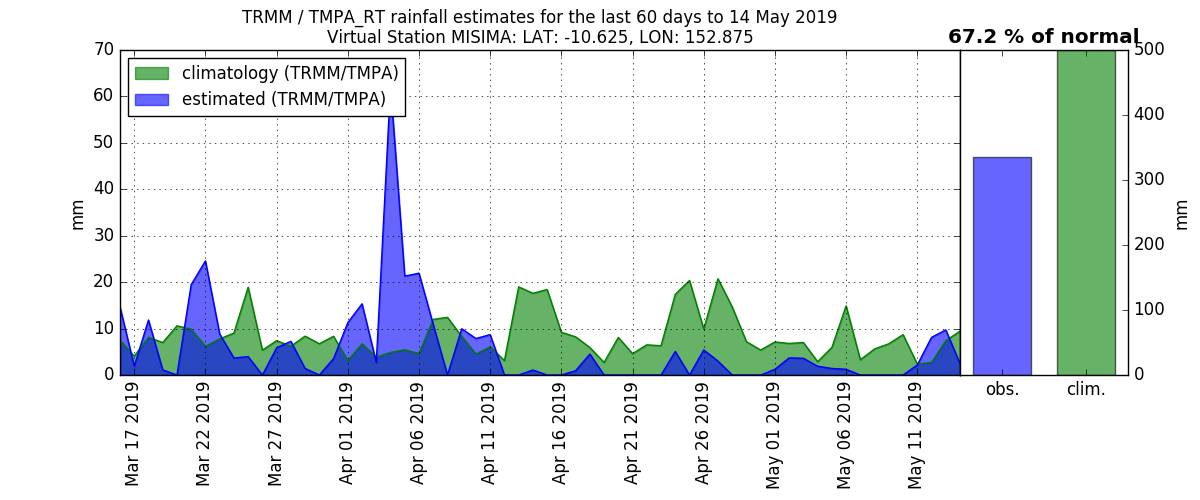 TRMM / TMPA_RT rainfall estimates for the last 60 days to 14 May 2019
Virtual Station MISIMA: LAT: -10.625, LON: 152.875
67.2 % of normal
climatology (TRMM/TMPA)
estimated (TRMM/TMPA)
70
60
50
40
30
20
10
0
mm
Mar 17 2019
Mar 22 2019
Mar 27 2019
Apr 01 2019
Apr 06 2019
Apr 11 2019
Apr 16 2019
Apr 21 2019
Apr 26 2019
May 01 2019
May 06 2019
May 11 2019
obs.
clim.
500
400
300
200
100
0
mm